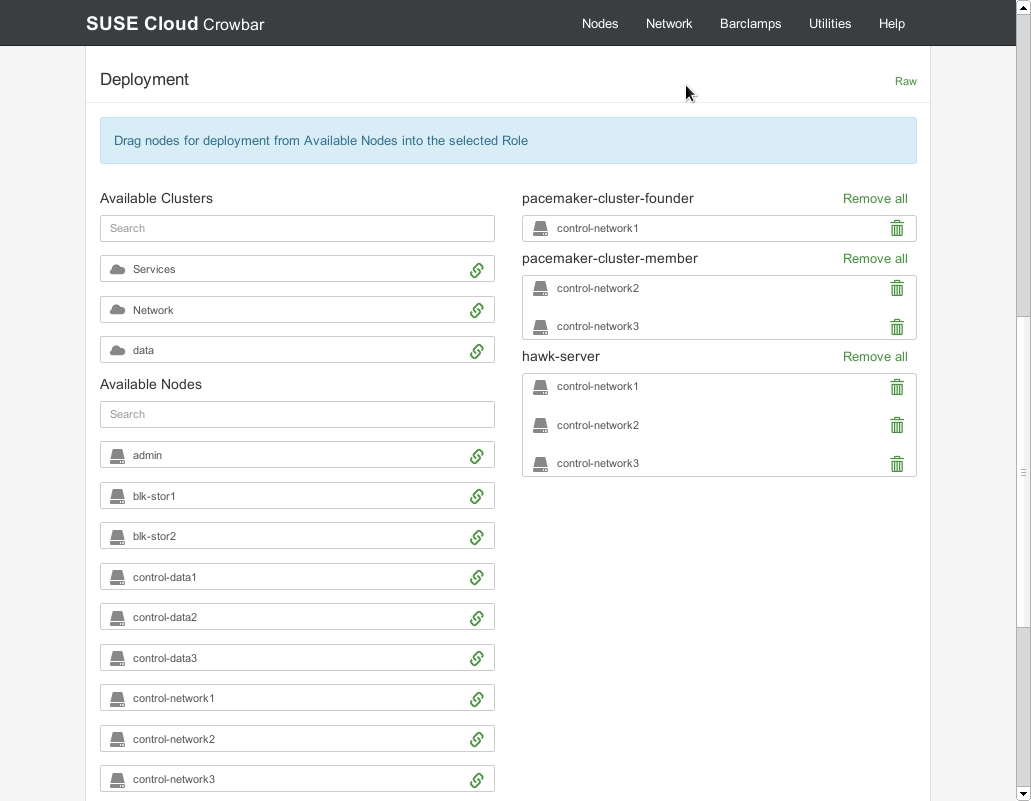 SUSE Cloud Crowbar
Nodes
Network
Barclamps
Utilities
Help
Deployment
Raw
Drag nodes for deployment from Available Nodes into the selected Role
Available Clusters
Search
Services
Network
data
Available Nodes
Search
admin
blk-stor1
blk-stor2
control-data1
control-data2
control-data3
control-network1
control-network2
control-network3
pacemaker-cluster-founder
Remove all
control-network1
pacemaker-cluster-member
Remove all
control-network2
control-network3
hawk-server
Remove all
control-network1
control-network2
control-network3